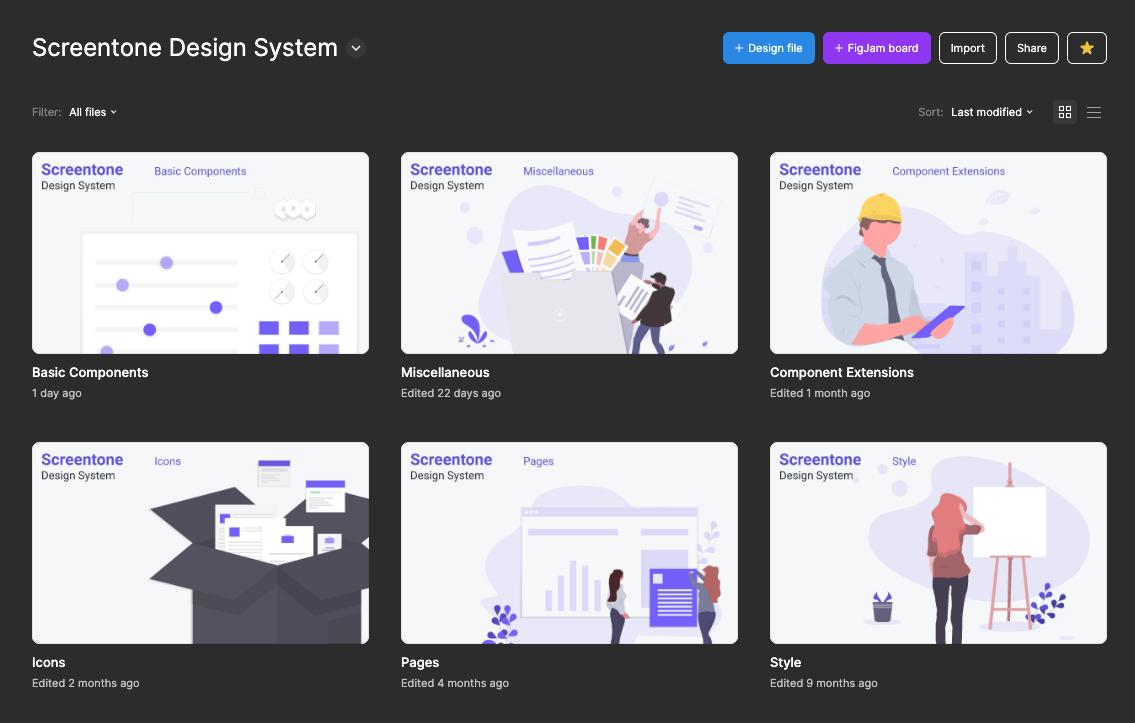 Screentone Design System
+ Design file
+ FigJam board
Import
Share
Filter: All files
Sort: Last modified
Screentone
Design System
Basic Components
Screentone
Design System
Miscellaneous
Screentone
Design System
Component Extensions
Basic Components
1 day ago
Miscellaneous
Edited 22 days ago
Component Extensions
Edited 1 month ago
Screentone
Design System
Icons
Screentone
Design System
Pages
Screentone
Design System
Style
Icons
Edited 2 months ago
Pages
Edited 4 months ago
Style
Edited 9 months ago